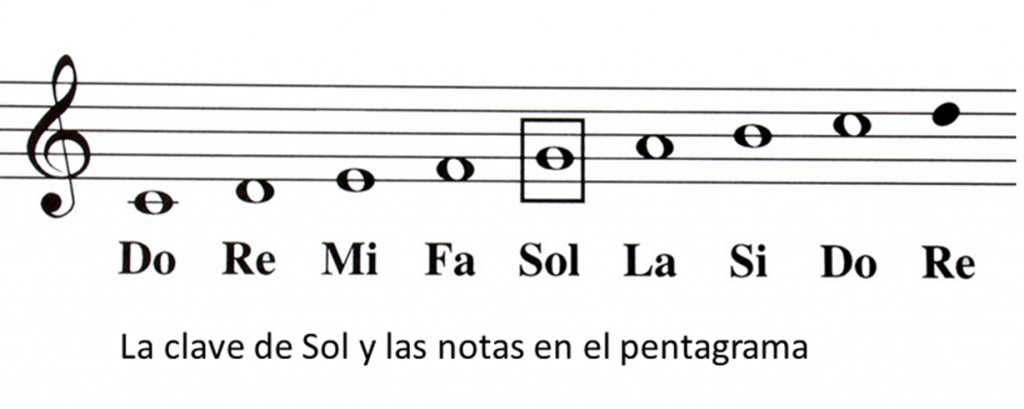 Do Re Mi Fa Sol La Si Do Re
La clave de Sol y las notas en el pentagrama